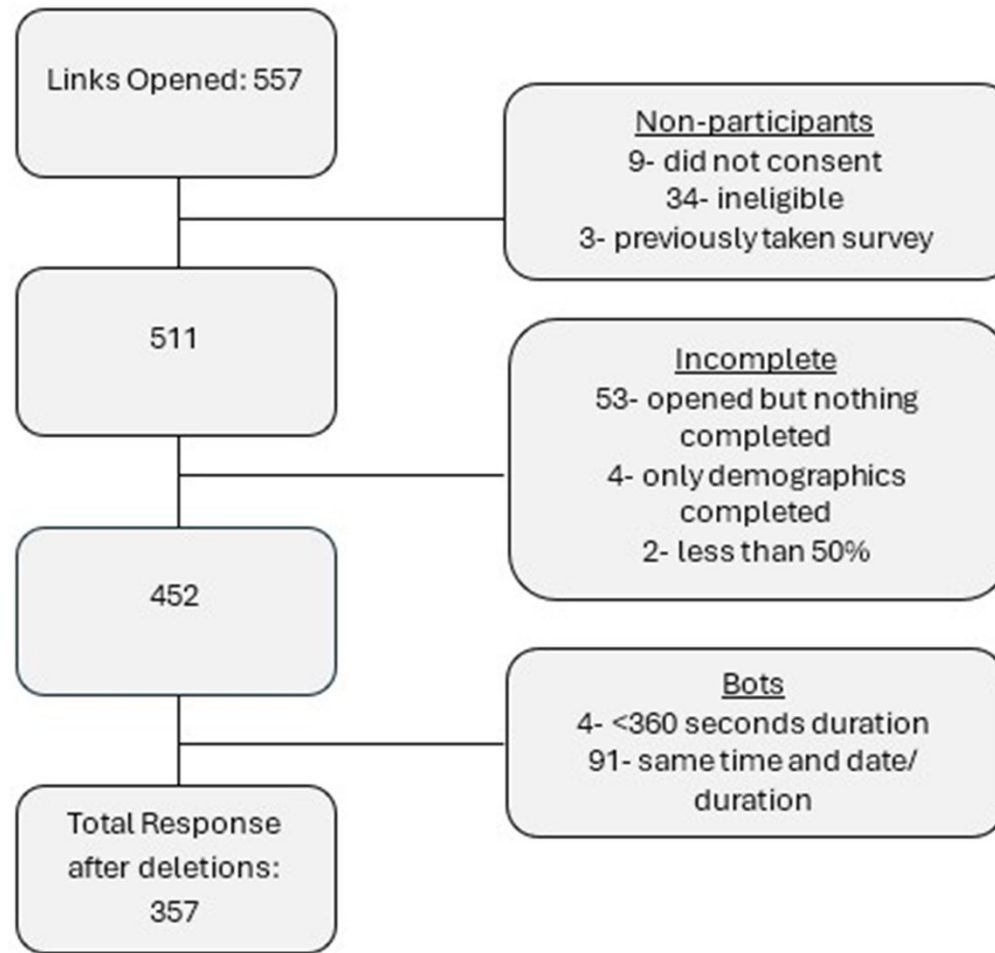 Links Opened: 557
Non-participants
9- did not consent
34- ineligible
3- previously taken survey
511
Incomplete
53- opened but nothing
completed
4- only demographics
completed
2- less than 50%
452
Bots
4- <360 seconds duration
91- same time and date/
duration
Total Response
after deletions:
357